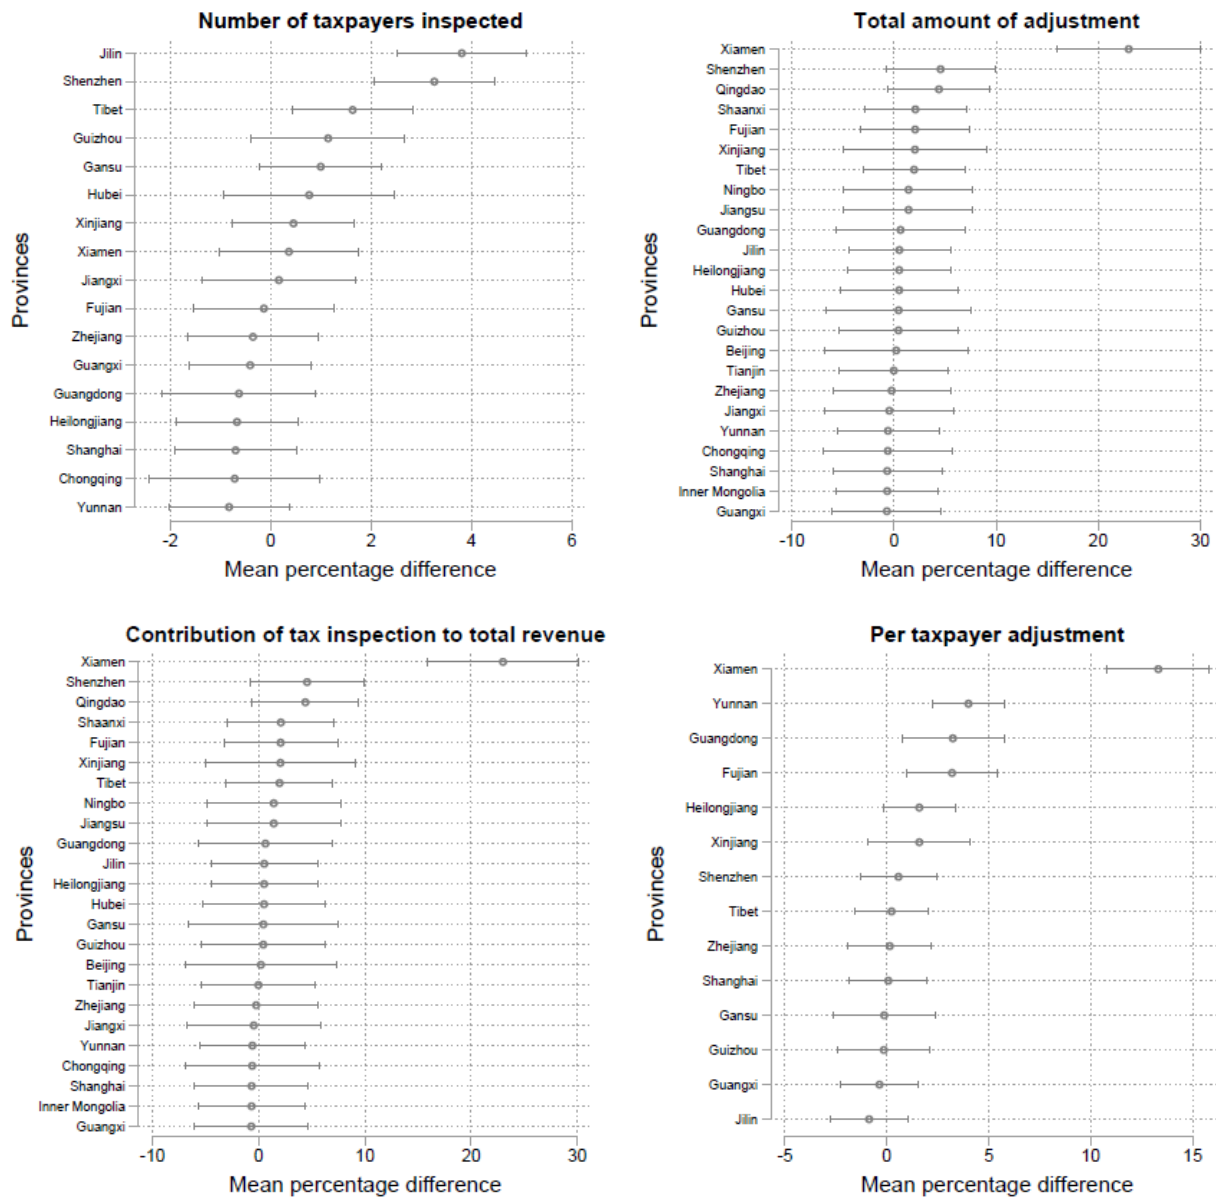 Number of taxpayers inspected
Provinces
Jilin
Shenzhen
Tibet
Guizhou
Gansu
Hubei
Xinjiang
Xiamen
Jiangxi
Fujian
Zhejiang
Guangxi
Guangdong
Heilongjiang
Shanghai
Chongqing
Yunnan
-2 0 2 4 6
Mean percentage difference
Total amount of adjustment
Provinces
Xiamen
Shenzhen
Qingdao
Shaanxi
Fujian
Xinjiang
Tibet
Ningbo
Jiangsu
Guangdong
Jilin
Heilongjiang
Hubei
Gansu
Guizhou
Beijing
Tianjin
Zhejiang
Jiangxi
Yunnan
Chongqing
Shanghai
Inner Mongolia
Guangxi
-10 0 10 20 30
Mean percentage difference
Contribution of tax inspection to total revenue
Provinces
Xiamen
Shenzhen
Qingdao
Shaanxi
Fujian
Xinjiang
Tibet
Ningbo
Jiangsu
Guangdong
Jilin
Heilongjiang
Hubei
Gansu
Guizhou
Beijing
Tianjin
Zhejiang
Jiangxi
Yunnan
Chongqing
Shanghai
Inner Mongolia
Guangxi
-10 0 10 20 30
Mean percentage difference
Per taxpayer adjustment
Provinces
Xiamen
Yunnan
Guangdong
Fujian
Heilongjiang
Xinjiang
Shenzhen
Tibet
Zhejiang
Shanghai
Gansu
Guizhou
Guangxi
Jilin
-5 0 5 10 15
Mean percentage difference